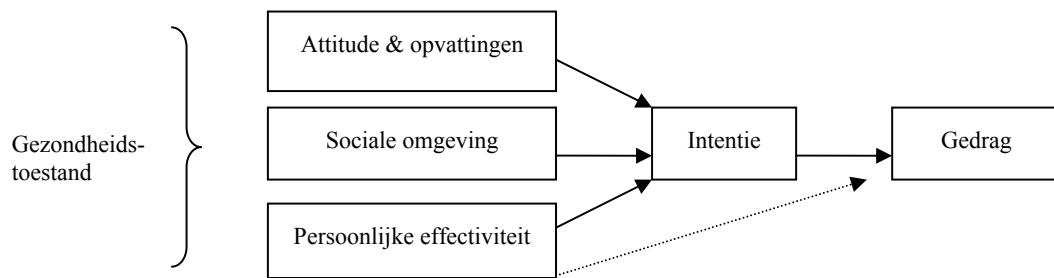 Attitude & opvattingen
Gezondheids-
toestand
Sociale omgeving
Intentie
Gedrag
Persoonlijke effectiviteit